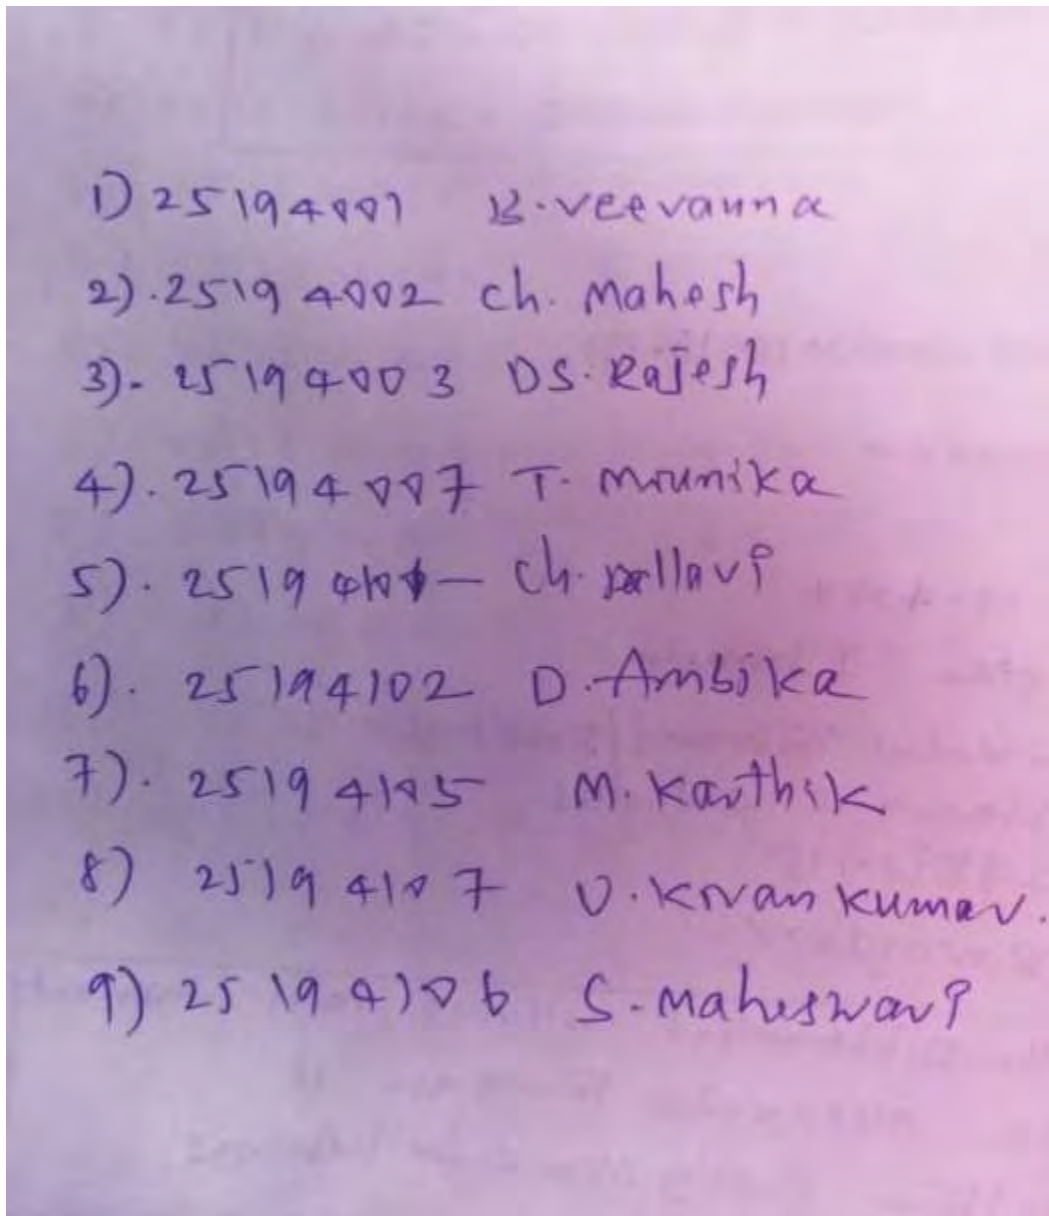 1) 25194001 B. veeranna
2). 25194002 ch. Mahesh
3)- 25194003 DS. Rajesh
4). 25194007 T. Mounika
5). ch. pallavi
6). 25194102 D. Ambika
7). 25194105 M. Karthik
8) 25194107 V. Kiran Kumar.
9) 25194106 S. Maheswari